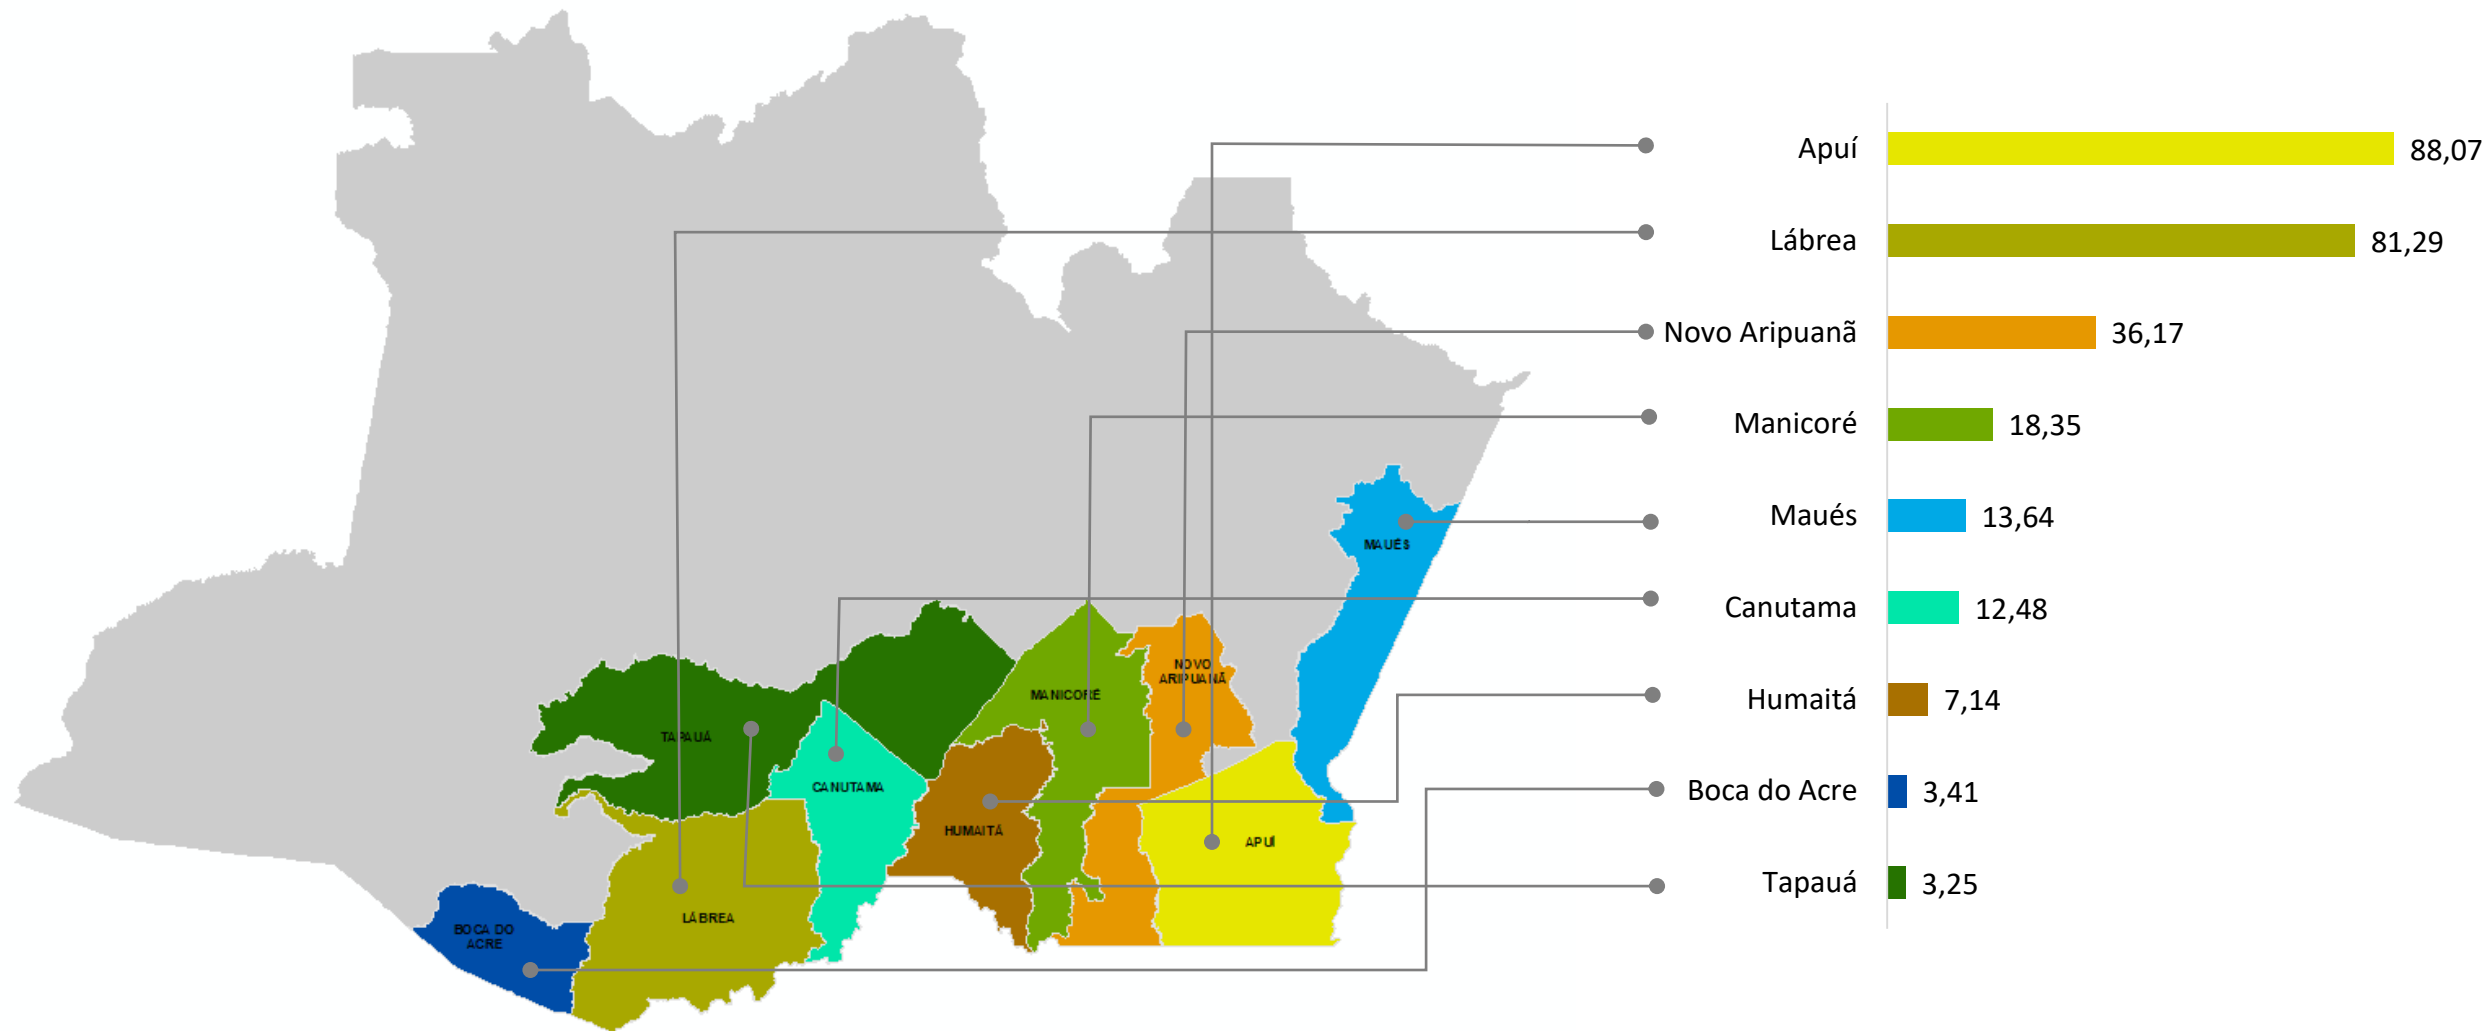 MAUÉS
NOVO
ARIPUANÃ
MANICORÉ
TAPAUÁ
CANUTAMA
HUMAITÁ
APUÍ
LÁBREA
BOCA DO
ACRE
Apuí 88,07
Lábrea 81,29
Novo Aripuanã 36,17
Manicoré 18,35
Maués 13,64
Canutama 12,48
Humaitá 7,14
Boca do Acre 3,41
Tapauá 3,25